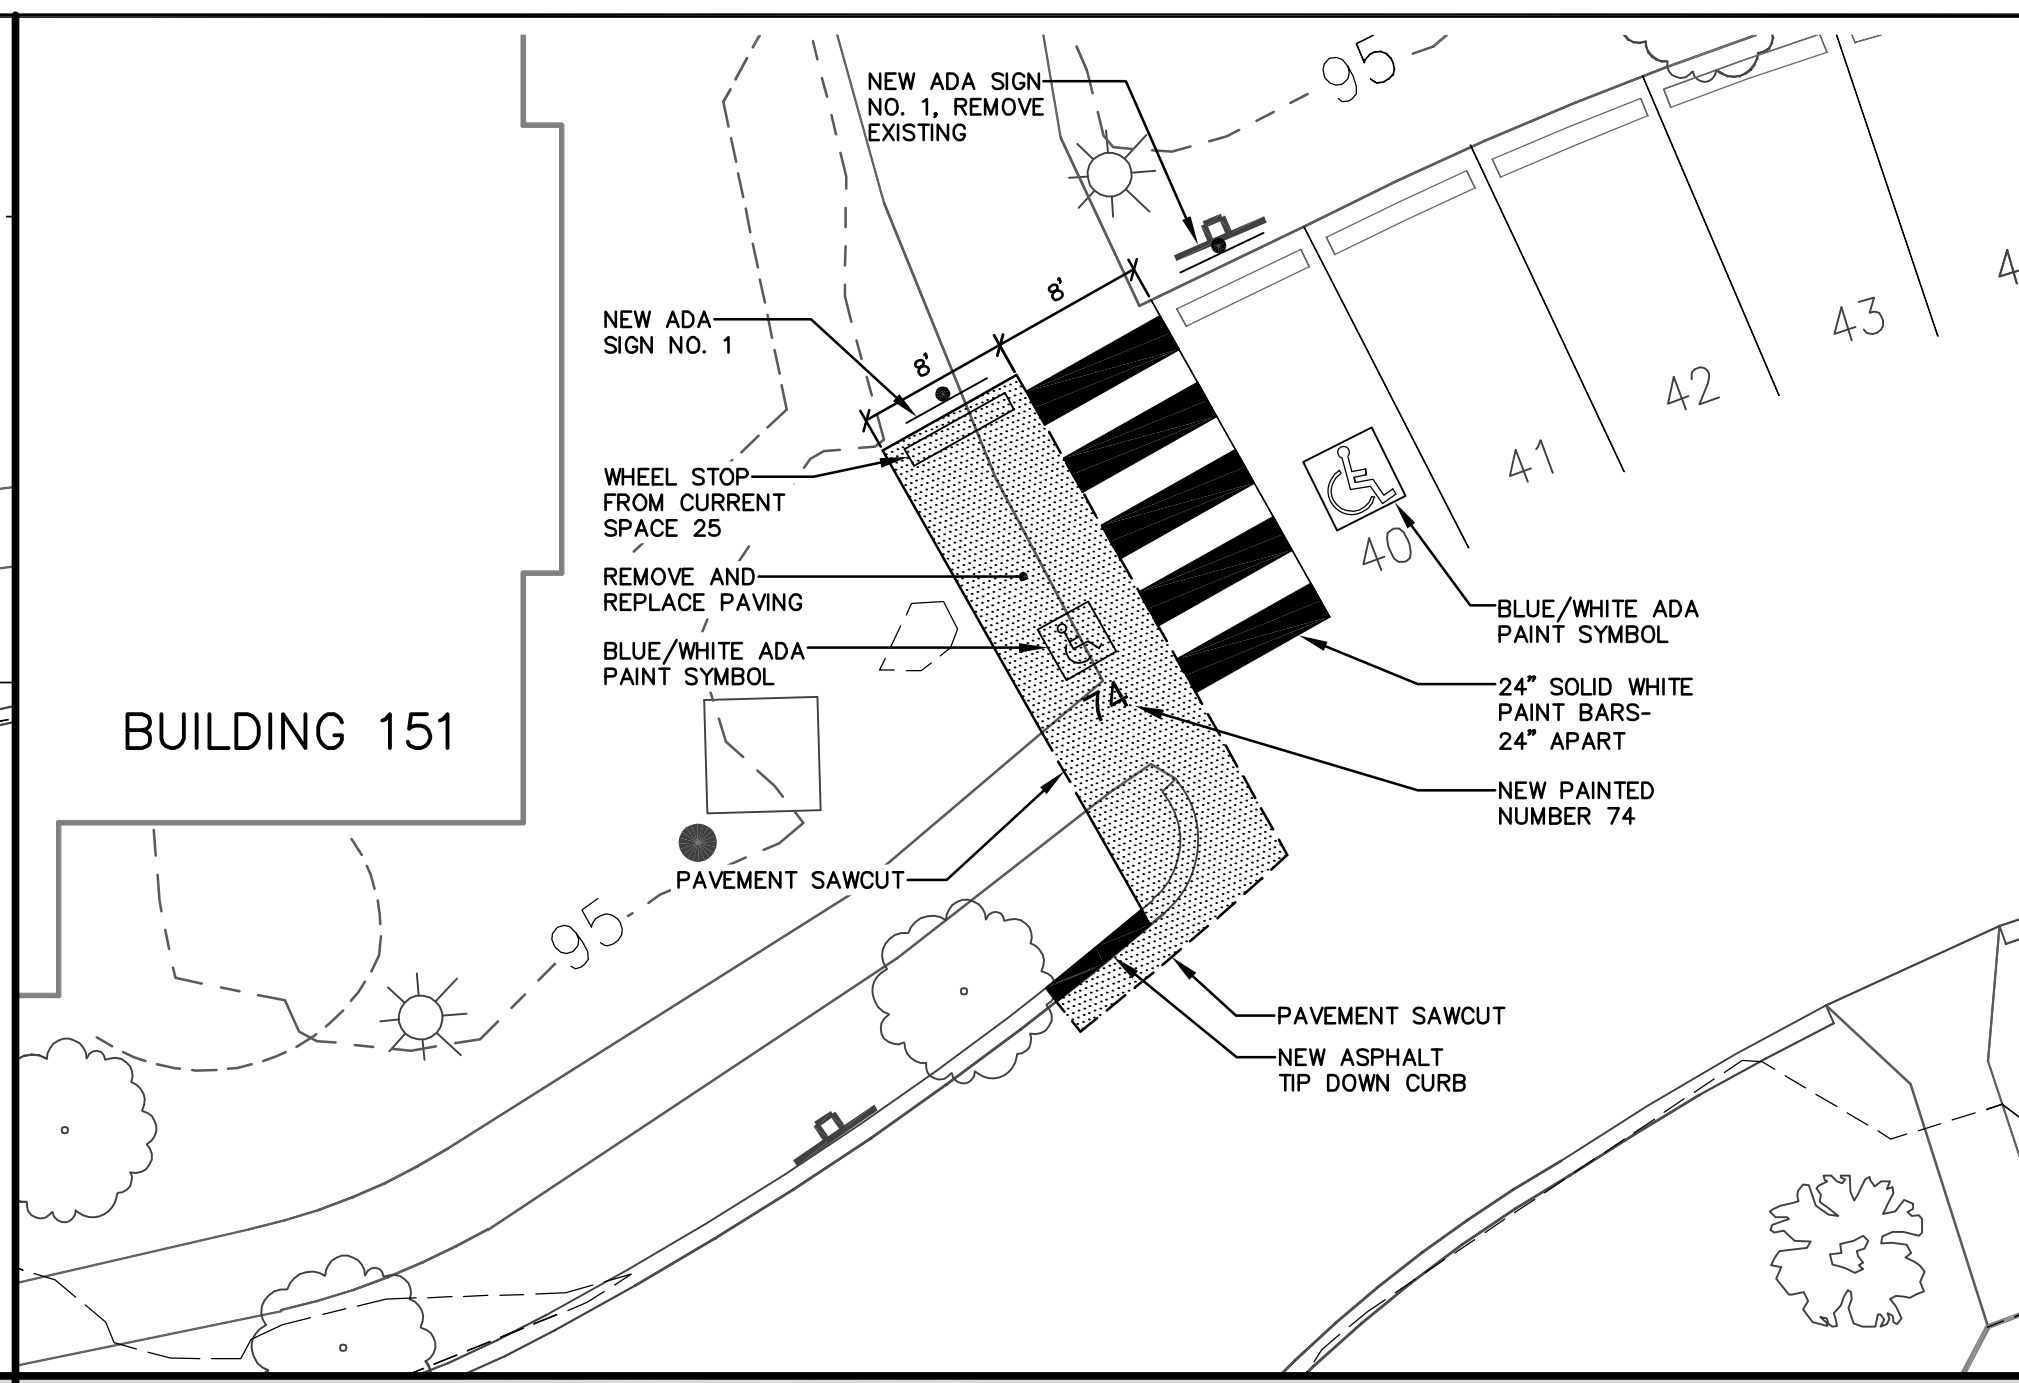 NEW ADA SIGN
NO. 1, REMOVE
EXISTING
95
8'
8'
NEW ADA
SIGN NO. 1
43
42
41
40
WHEEL STOP
FROM CURRENT
SPACE 25
REMOVE AND
REPLACE PAVING
BLUE/WHITE ADA
PAINT SYMBOL
BLUE/WHITE ADA
PAINT SYMBOL
74
24" SOLID WHITE
PAINT BARS-
24" APART
BUILDING 151
NEW PAINTED
NUMBER 74
PAVEMENT SAWCUT
95
PAVEMENT SAWCUT
NEW ASPHALT
TIP DOWN CURB